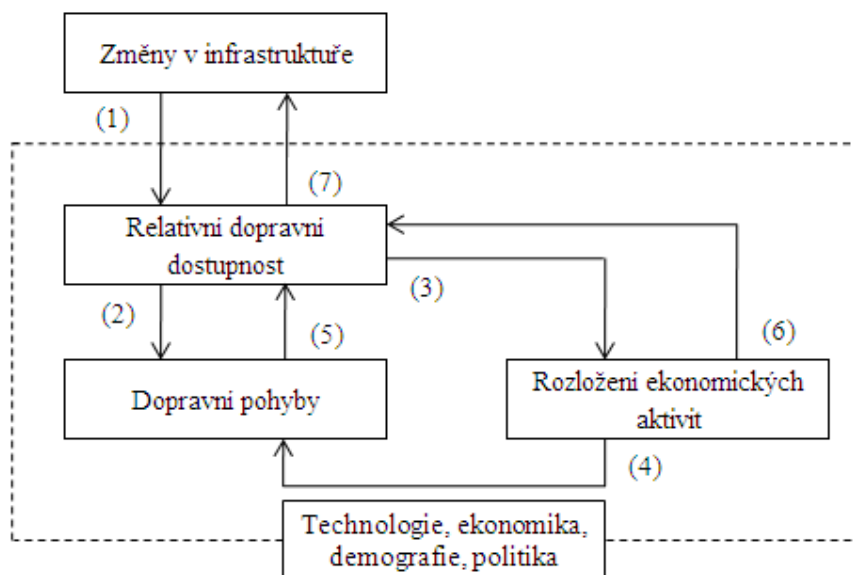 Změny v infrastruktuře
(1)
(7)
Relativní dopravní
dostupnost
(2)
(5)
(3)
(6)
Dopravní pohyby
Rozložení ekonomických
aktivit
(4)
Technologie, ekonomika,
demografie, politika